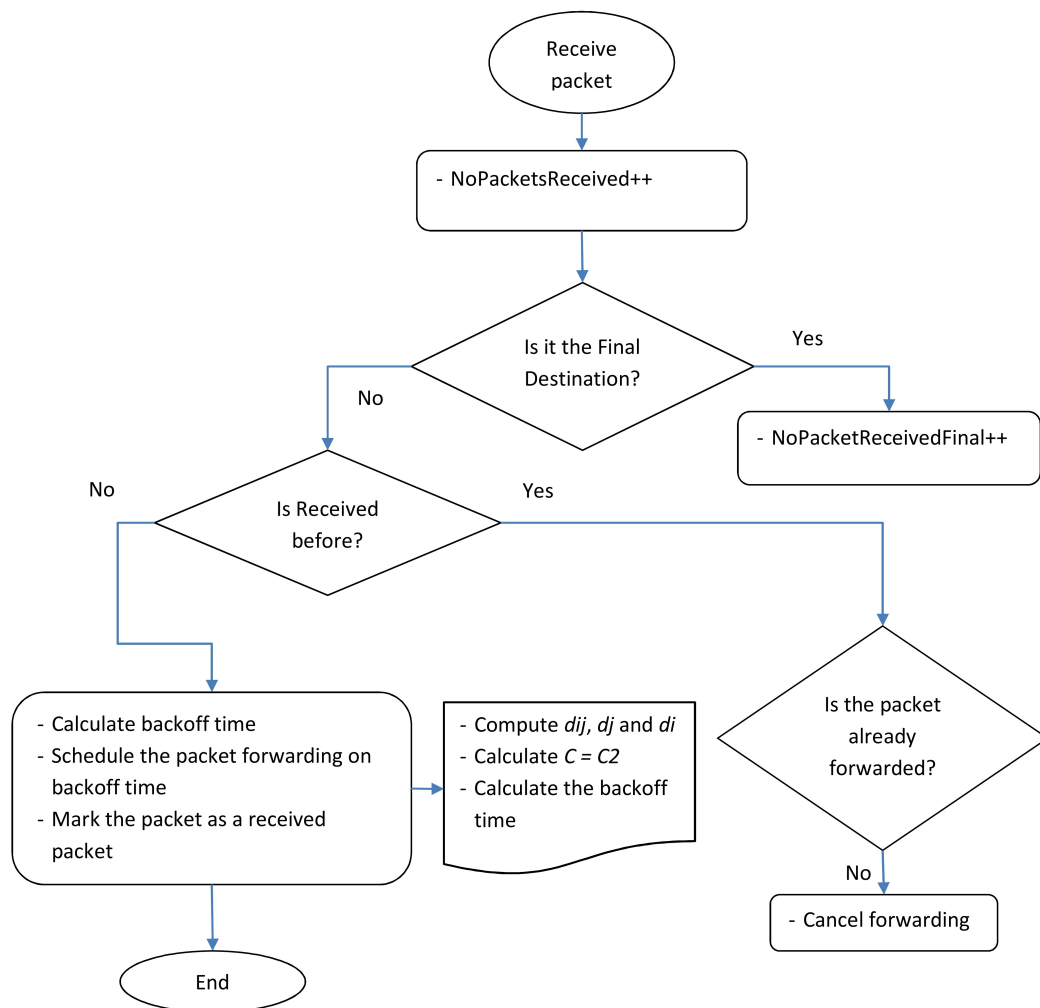 Receive
packet
- NoPacketsReceived++
Is it the Final
Destination?
Yes
No
- NoPacketReceivedFinal++
No
Is Received
before?
Yes
- Calculate backoff time
- Schedule the packet forwarding on
backoff time
- Mark the packet as a received
packet
- Compute dij, dj and di
- Calculate C = C2
- Calculate the backoff
time
Is the packet
already
forwarded?
No
- Cancel forwarding
End